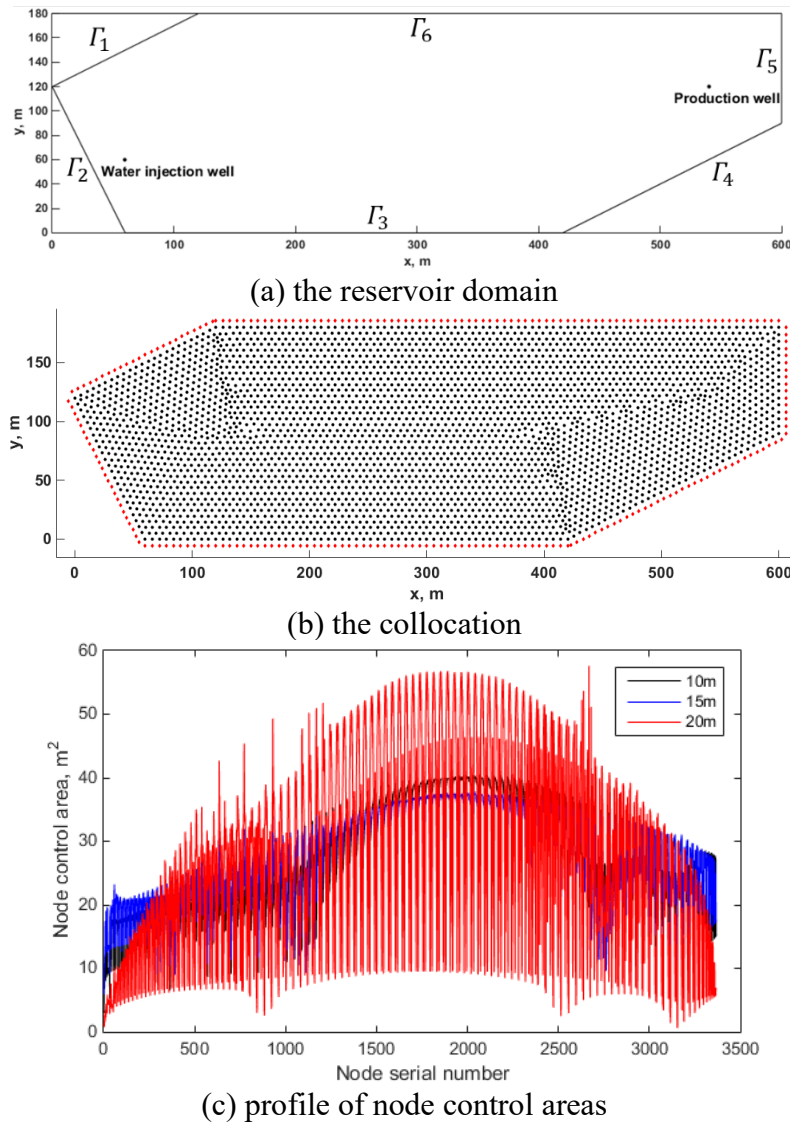 180
160
140
120
100
80
60
40
20
0
y, m
Γ1
Γ6
Γ5
Production well
Γ2
Water injection well
Γ4
Γ3
0 100 200 300 400 500 600
x, m
(a) the reservoir domain
150
100
50
0
y, m
0 100 200 300 400 500 600
x, m
(b) the collocation
60
50
40
30
20
10
0
Node control area, m²
10m
15m
20m
0 500 1000 1500 2000 2500 3000 3500
Node serial number
(c) profile of node control areas